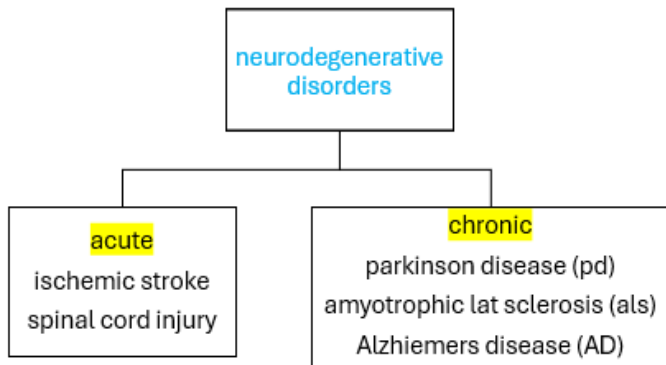 neurodegenerative
disorders
acute
ischemic stroke
spinal cord injury
chronic
parkinson disease (pd)
amyotrophic lat sclerosis (als)
Alzhiemers disease (AD)